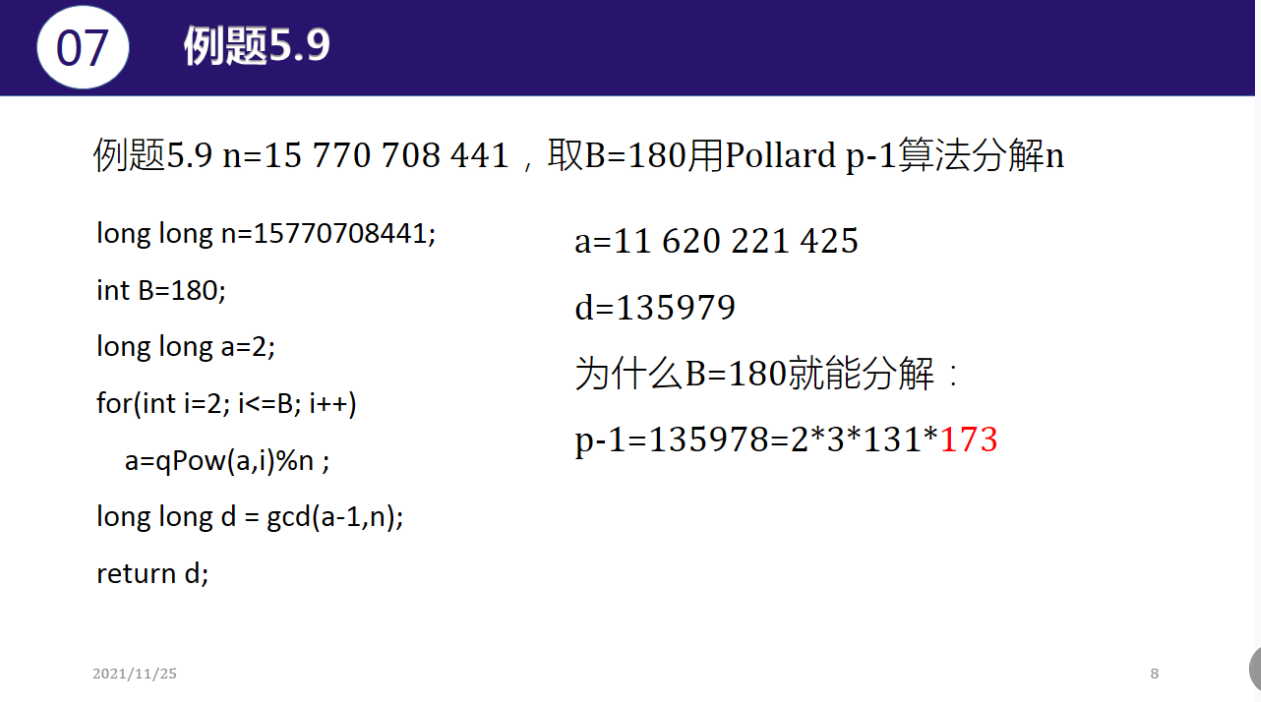 07
例题5.9
例题5.9 n=15 770 708 441，取B=180用Pollard p-1算法分解n
long long n=15770708441;
int B=180;
long long a=2;
for(int i=2; i<=B; i++)
a=qPow(a,i)%n ;
long long d = gcd(a-1,n);
return d;
a=11 620 221 425
d=135979
为什么B=180就能分解：
p-1=135978=2*3*131*173
2021/11/25
8